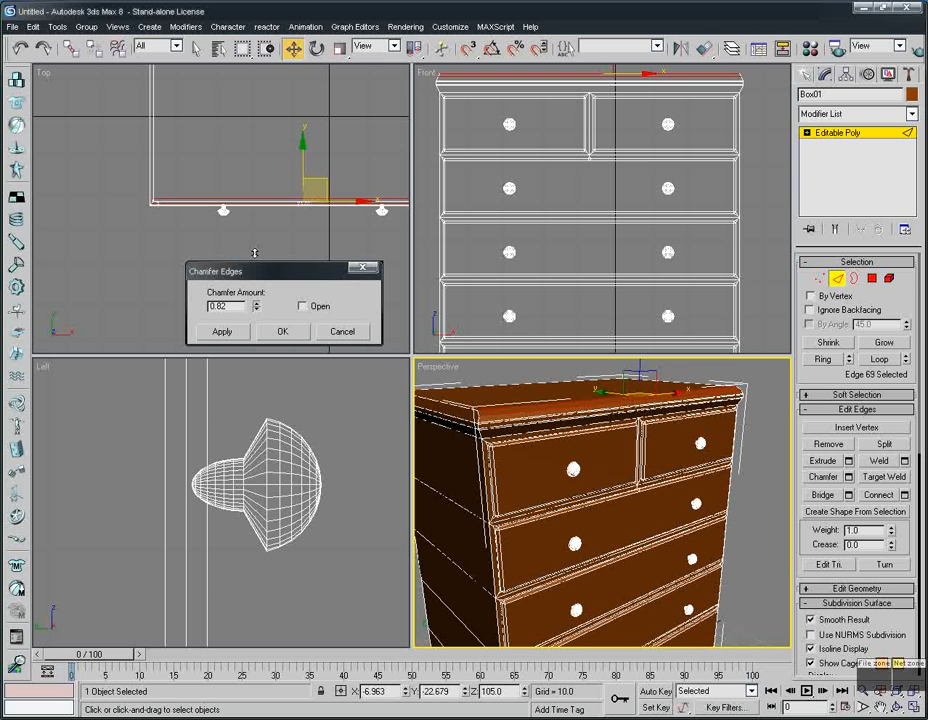 Untitled - Autodesk 3ds Max 8 - Stand-alone License
File Edit Tools Group Views Create Modifiers Character reactor Animation Graph Editors Rendering Customize MAXScript Help
All View View
Top
Front
Box01
Modifier List
Editable Poly
Chamfer Edges
Chamfer Amount:
0.82 Open
Apply OK Cancel
Left
Perspective
Selection
By Vertex
Ignore Backfacing
By Angle: 45.0
Shrink Grow
Ring Loop
Edge 69 Selected
Soft Selection
Edit Edges
Insert Vertex
Remove Split
Extrude Weld
Chamfer Target Weld
Bridge Connect
Create Shape From Selection
Weight: 1.0
Crease: 0.0
Edit Tri. Turn
Edit Geometry
Subdivision Surface
Smooth Result
Use NURMS Subdivision
Isoline Display
Show Cage
File zone Net zone
0 / 100
0 5 10 15 20 25 30 35 40 45 50 55 60 65 70 75 80 85 90 95 100
1 Object Selected X: -6.963 Y: -22.679 Z: 105.0 Grid = 10.0 Auto Key Selected
Click or click-and-drag to select objects Add Time Tag Set Key Key Filters... 0